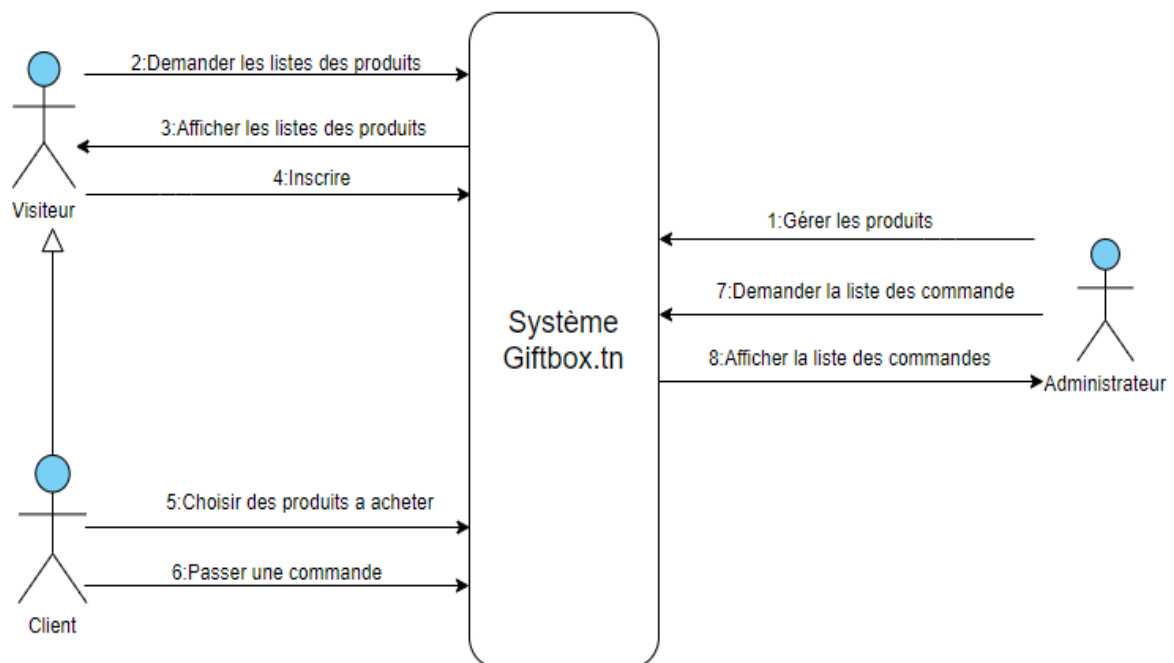 2:Demander les listes des produits
3:Afficher les listes des produits
4:Inscrire
Visiteur
1:Gérer les produits
7:Demander la liste des commande
Système
Giftbox.tn
8:Afficher la liste des commandes
Administrateur
5:Choisir des produits a acheter
6:Passer une commande
Client